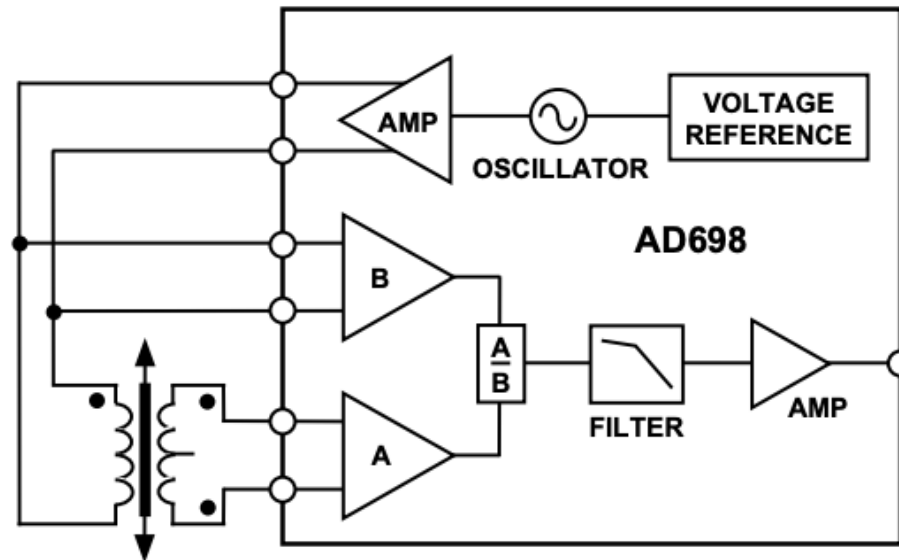 AMP
VOLTAGE
REFERENCE
OSCILLATOR
AD698
B
A
B
FILTER
AMP
A